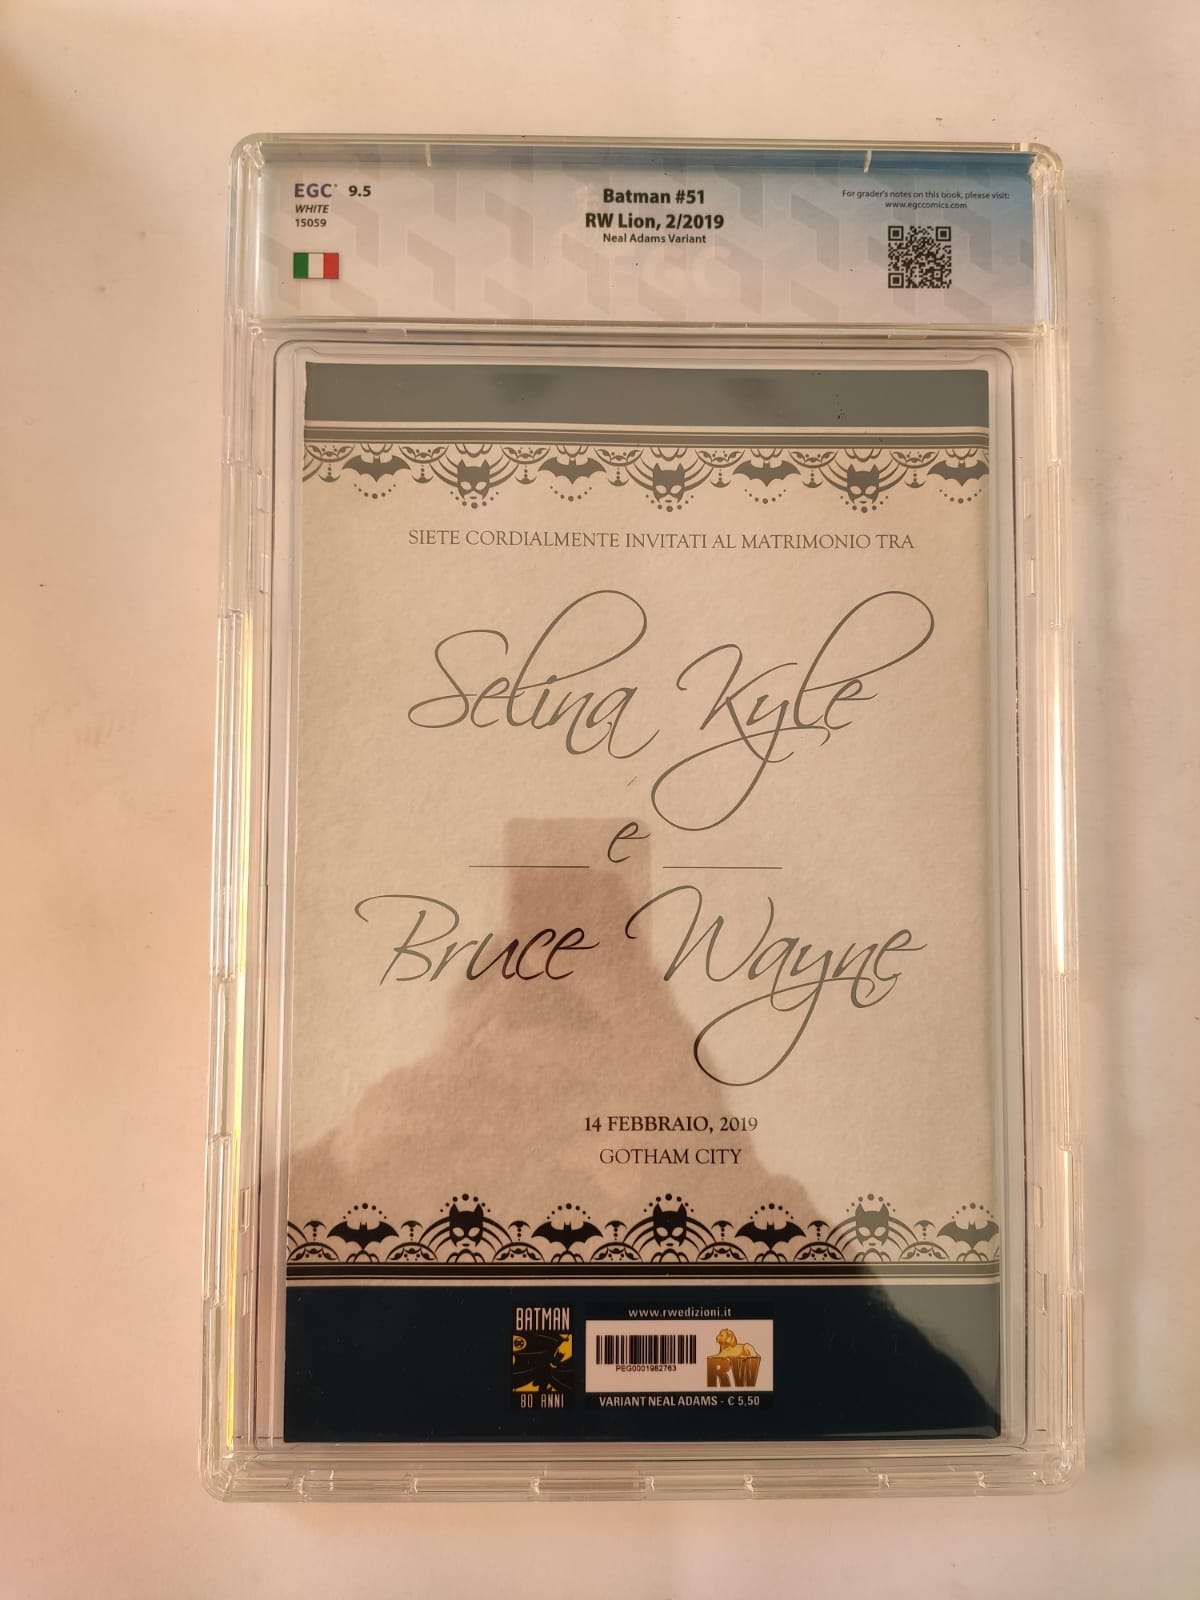 EGC 9.5
WHITE
15059
Batman #51
RW Lion, 2/2019
Neal Adams Variant
For grader's notes on this book, please visit:
www.egccomics.com
EGC
SIETE CORDIALMENTE INVITATI AL MATRIMONIO TRA
Selina Kyle
e
Bruce Wayne
14 FEBBRAIO, 2019
GOTHAM CITY
BATMAN
80 ANNI
www.rwedizioni.it
PEG0001982763
RW
VARIANT NEAL ADAMS - € 5,50